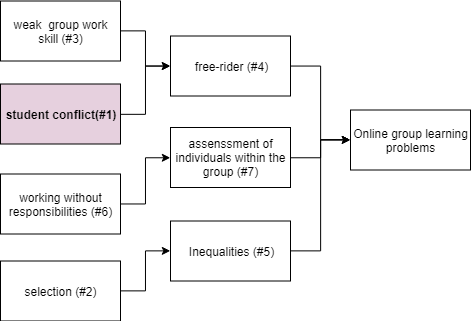 weak group work
skill (#3)
student conflict(#1)
working without
responsibilities (#6)
selection (#2)
free-rider (#4)
assenssment of
individuals within the
group (#7)
Inequalities (#5)
Online group learning
problems